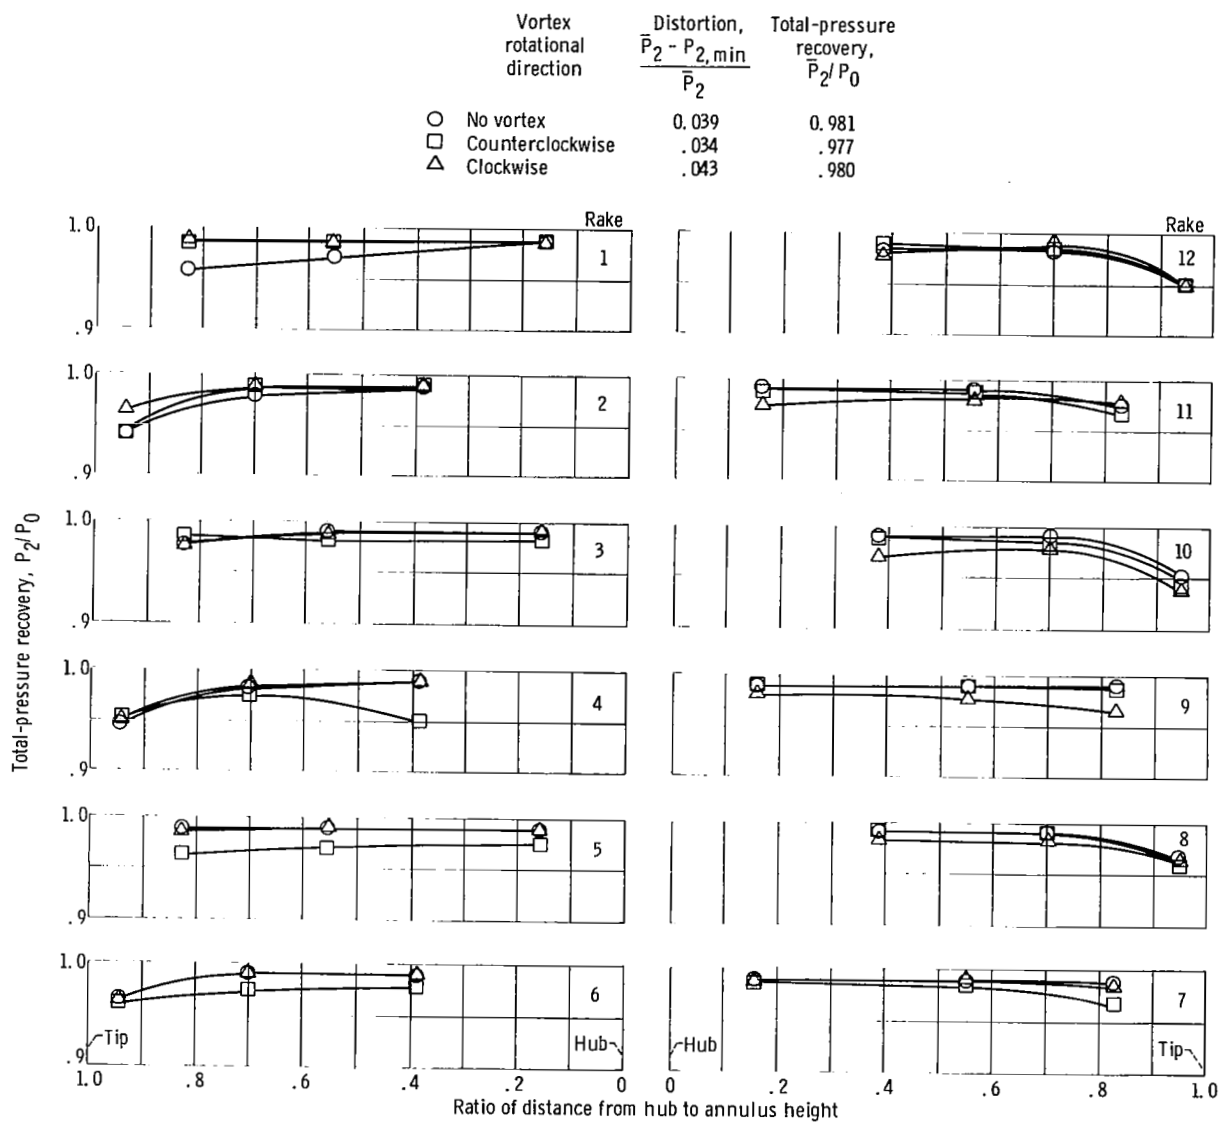 Vortex rotational direction
Distortion,
P̄2 - P2, min
P̄2
Total-pressure recovery,
P̄2/P0
No vortex 0.039 0.981
Counterclockwise .034 .977
Clockwise .043 .980
Total-pressure recovery, P2/P0
Rake
1.0
.9
1
1.0
.9
2
1.0
.9
3
1.0
.9
4
1.0
.9
5
1.0
.9
6
Tip
Hub
1.0 .8 .6 .4 .2 0
Rake
12
11
10
9
8
7
Hub
Tip
0 .2 .4 .6 .8 1.0
Ratio of distance from hub to annulus height